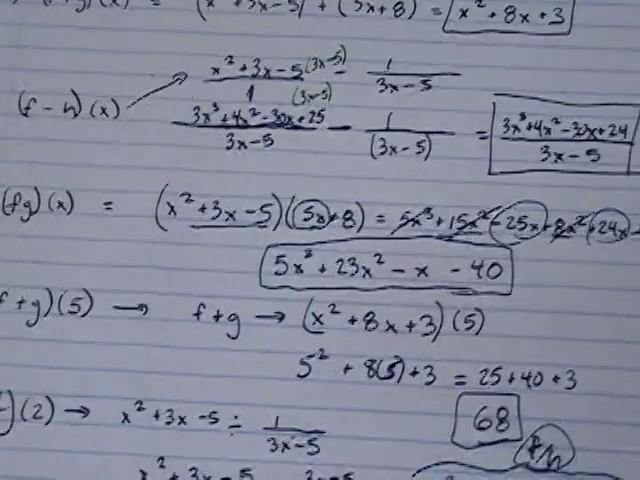 g)(x) = (x² + 3x - 5) + (5x + 8) = x² + 8x + 3
x² + 3x - 5 (3x-5) / 1 (3x-5) - 1 / 3x - 5
(f - h)(x)
3x³ + 4x² - 30x + 25 / 3x - 5 - 1 / (3x - 5) = 3x³ + 4x² - 30x + 24 / 3x - 5
(fg)(x) = (x² + 3x - 5)(5x + 8) = 5x³ + 15x² - 25x + 8x² + 24x -
5x³ + 23x² - x - 40
f + g)(5) → f + g → (x² + 8x + 3)(5)
5² + 8(5) + 3 = 25 + 40 + 3
68
)(2) → x² + 3x - 5 ÷ 1 / 3x - 5
x² + 3x - 5